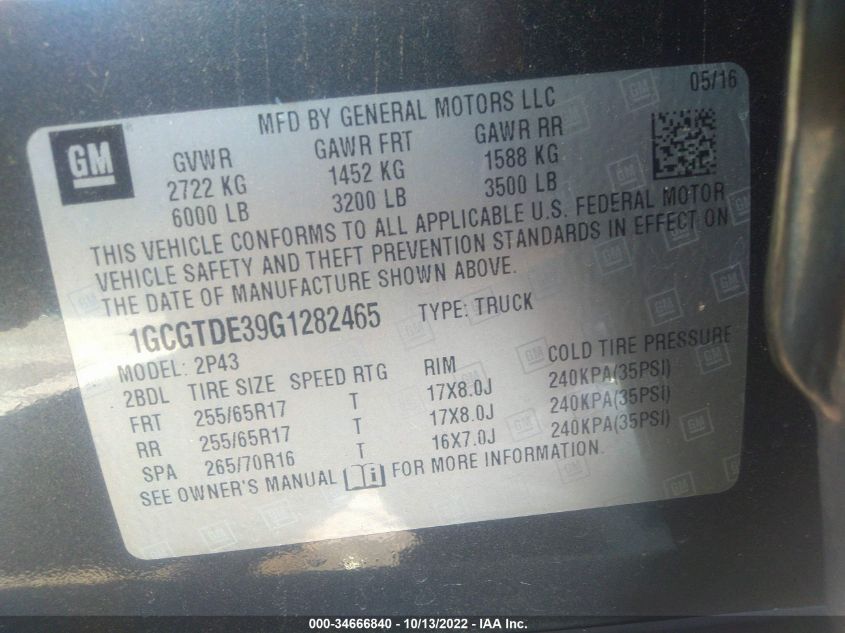 05/16
MFD BY GENERAL MOTORS LLC
GM
GVWR GAWR FRT GAWR RR
2722 KG 1452 KG 1588 KG
6000 LB 3200 LB 3500 LB
THIS VEHICLE CONFORMS TO ALL APPLICABLE U.S. FEDERAL MOTOR
VEHICLE SAFETY AND THEFT PREVENTION STANDARDS IN EFFECT ON
THE DATE OF MANUFACTURE SHOWN ABOVE.
1GCGTDE39G1282465 TYPE: TRUCK
MODEL: 2P43
2BDL TIRE SIZE SPEED RTG RIM COLD TIRE PRESSURE
FRT 255/65R17 T 17X8.0J 240KPA(35PSI)
RR 255/65R17 T 17X8.0J 240KPA(35PSI)
SPA 265/70R16 T 16X7.0J 240KPA(35PSI)
SEE OWNER'S MANUAL i FOR MORE INFORMATION.
000-34666840 - 10/13/2022 - IAA Inc.